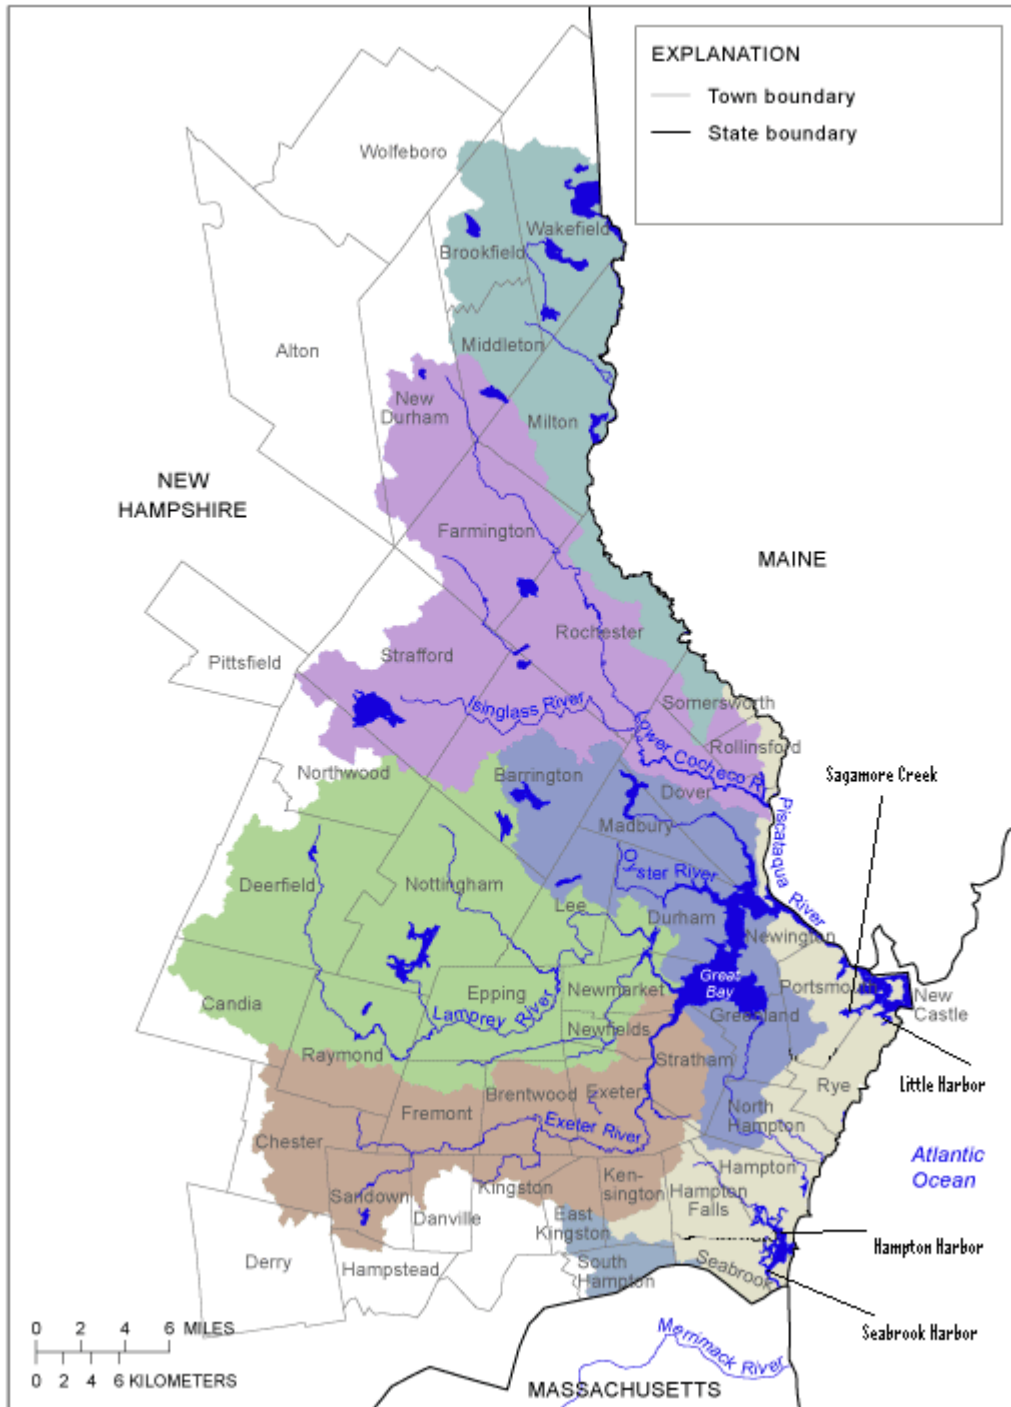 EXPLANATION
Town boundary
State boundary
Wolfeboro
Wakefield
Brookfield
Alton
Middleton
New
Durham
Milton
NEW
HAMPSHIRE
Farmington
MAINE
Rochester
Strafford
Pittsfield
Isinglass River
Somersworth
Lower Cocheco R.
Rollinsford
Northwood
Barrington
Sagamore Creek
Dover
Madbury
Piscataqua River
Oyster River
Deerfield
Nottingham
Lee
Durham
Newington
Great
Bay
Portsmouth
New
Castle
Candia
Epping
Newmarket
Lamprey River
Greenland
Newfields
Raymond
Stratham
Little Harbor
Rye
Brentwood
Exeter
Fremont
North
Hampton
Exeter River
Chester
Atlantic
Ocean
Hampton
Sandown
Kingston
Ken-
sington
Hampton
Falls
Danville
East
Kingston
Hampton Harbor
Derry
Hampstead
South
Hampton
Seabrook
Seabrook Harbor
0 2 4 6 MILES
0 2 4 6 KILOMETERS
Merrimack River
MASSACHUSETTS